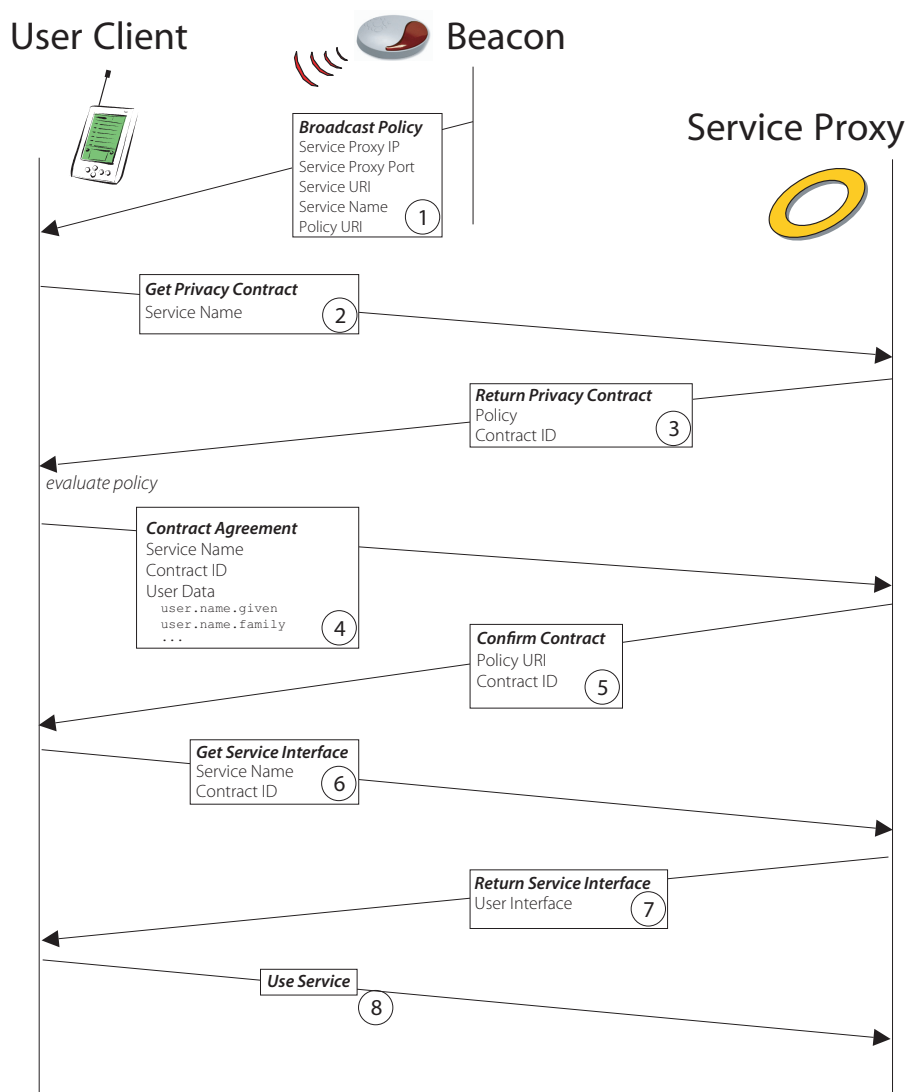 User Client
Beacon
Service Proxy
Broadcast Policy
Service Proxy IP
Service Proxy Port
Service URI
Service Name
Policy URI
1
Get Privacy Contract
Service Name
2
Return Privacy Contract
Policy
Contract ID
3
evaluate policy
Contract Agreement
Service Name
Contract ID
User Data
user.name.given
user.name.family
...
4
Confirm Contract
Policy URI
Contract ID
5
Get Service Interface
Service Name
Contract ID
6
Return Service Interface
User Interface
7
Use Service
8